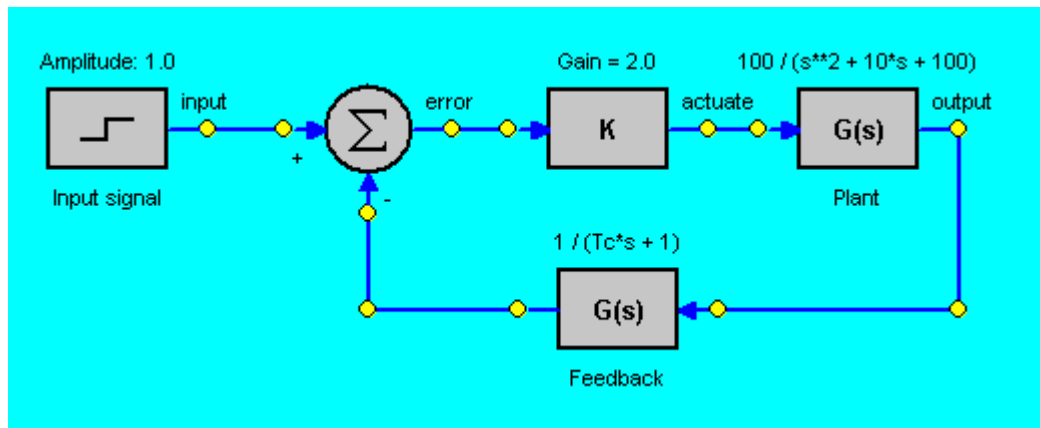 Amplitude: 1.0
Gain = 2.0
100 / (s**2 + 10*s + 100)
input
error
actuate
output
Σ
K
G(s)
+
Input signal
-
Plant
1 / (Tc*s + 1)
G(s)
Feedback